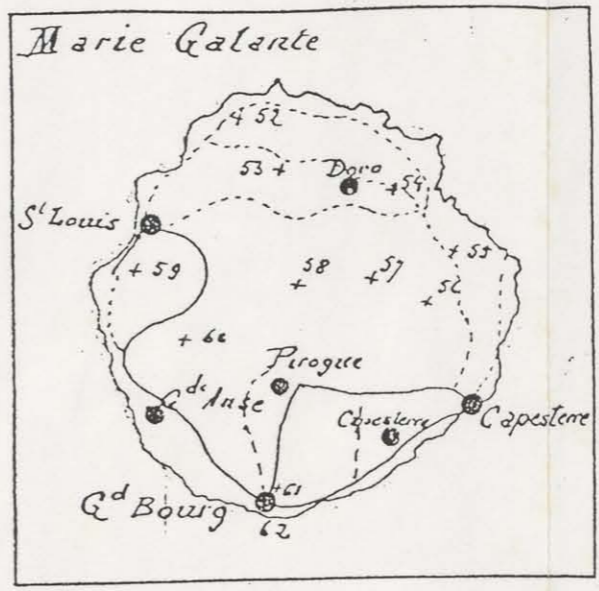 Marie Galante
+ 52
53 +
Doro
+ 54
St Louis
+ 55
+ 59
58
+
57
+
56
+
+ 60
Pirogue
Gde Anse
Capesterre
Capesterre
+61
Gd Bourg
62